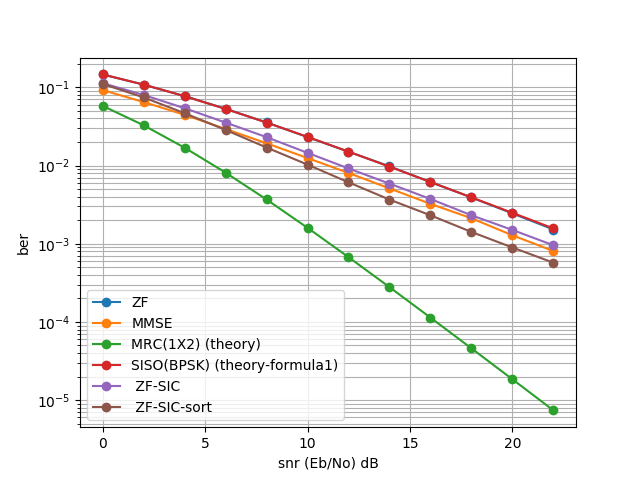 10⁻¹
10⁻²
10⁻³
10⁻⁴
10⁻⁵
ber
ZF
MMSE
MRC(1X2) (theory)
SISO(BPSK) (theory-formula1)
ZF-SIC
ZF-SIC-sort
0 5 10 15 20
snr (Eb/No) dB